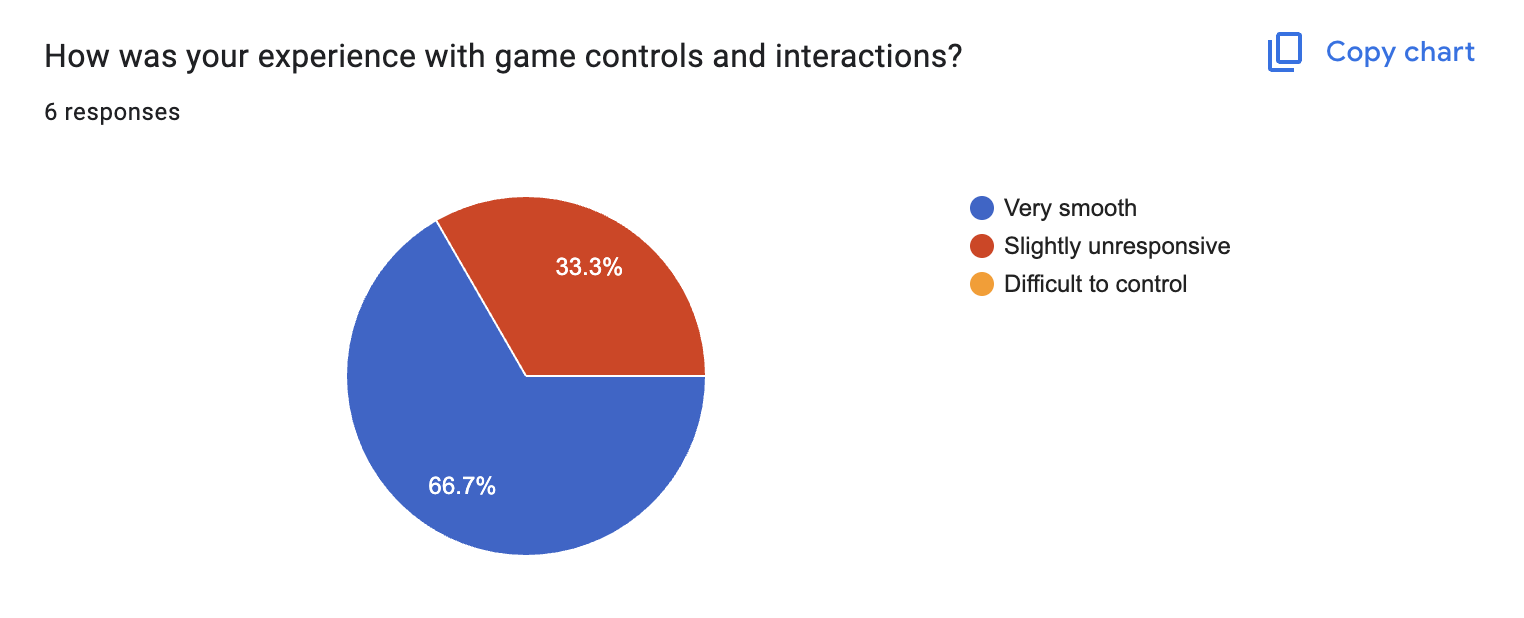 How was your experience with game controls and interactions?
Copy chart
6 responses
Very smooth
Slightly unresponsive
Difficult to control
33.3%
66.7%